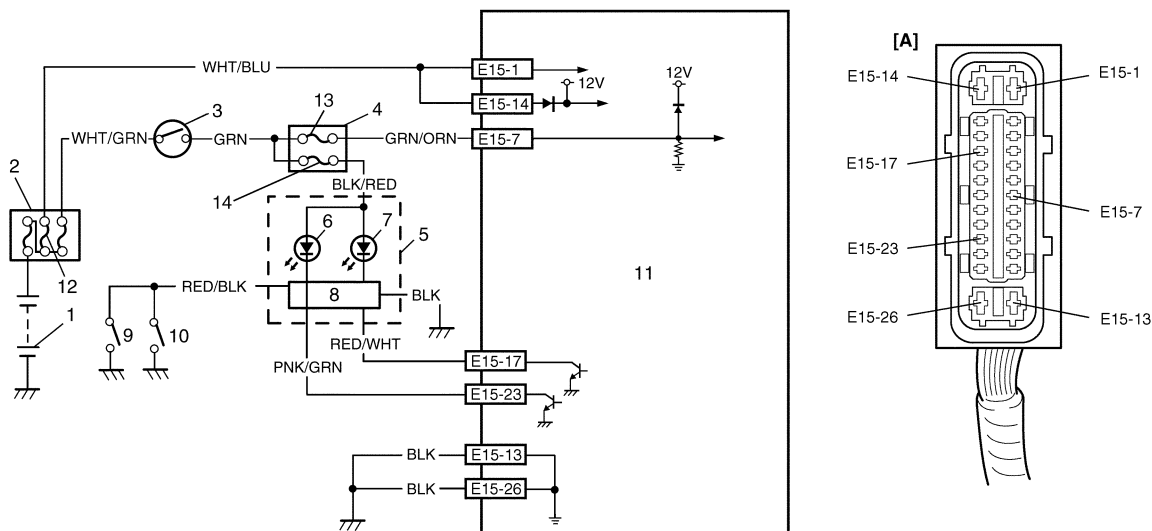 [A]
WHT/BLU
E15-1
E15-14
12V
12V
E15-14
E15-1
3
13
4
WHT/GRN
GRN
GRN/ORN
E15-7
2
14
BLK/RED
E15-17
E15-7
6
7
5
12
11
E15-23
1
RED/BLK
8
BLK
9
10
E15-26
E15-13
RED/WHT
PNK/GRN
E15-17
E15-23
BLK
E15-13
BLK
E15-26